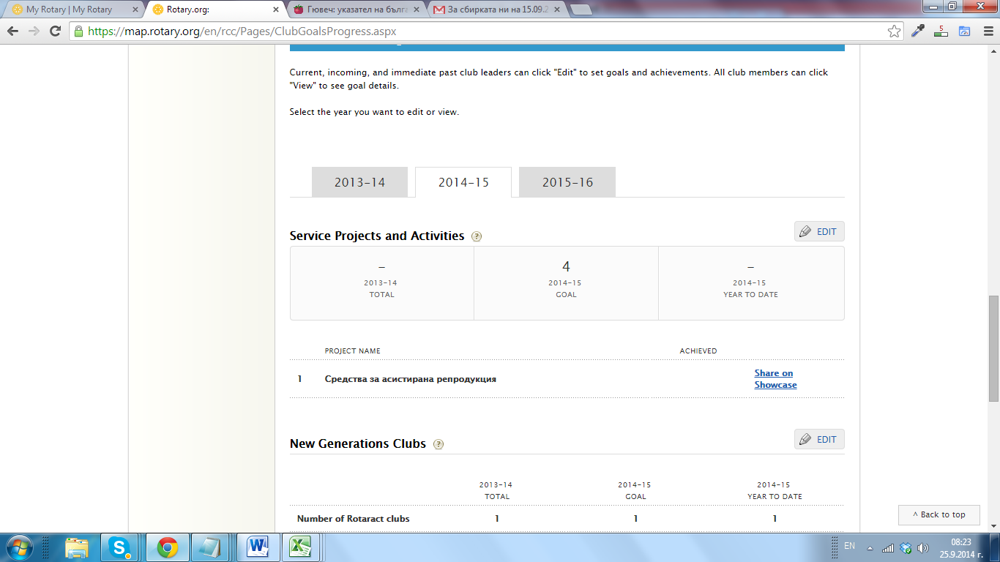 My Rotary | My Rotary
Rotary.org:
Гювеч: указател на бълга
За сбирката ни на 15.09.2
https://map.rotary.org/en/rcc/Pages/ClubGoalsProgress.aspx
5
Current, incoming, and immediate past club leaders can click "Edit" to set goals and achievements. All club members can click
"View" to see goal details.
Select the year you want to edit or view.
2013-14
2014-15
2015-16
Service Projects and Activities ?
EDIT
–
2013-14
TOTAL
4
2014-15
GOAL
–
2014-15
YEAR TO DATE
PROJECT NAME
ACHIEVED
1 Средства за асистирана репродукция
Share on
Showcase
New Generations Clubs ?
EDIT
2013-14
TOTAL
2014-15
GOAL
2014-15
YEAR TO DATE
Number of Rotaract clubs 1 1 1
^ Back to top
EN
08:23
25.9.2014 г.